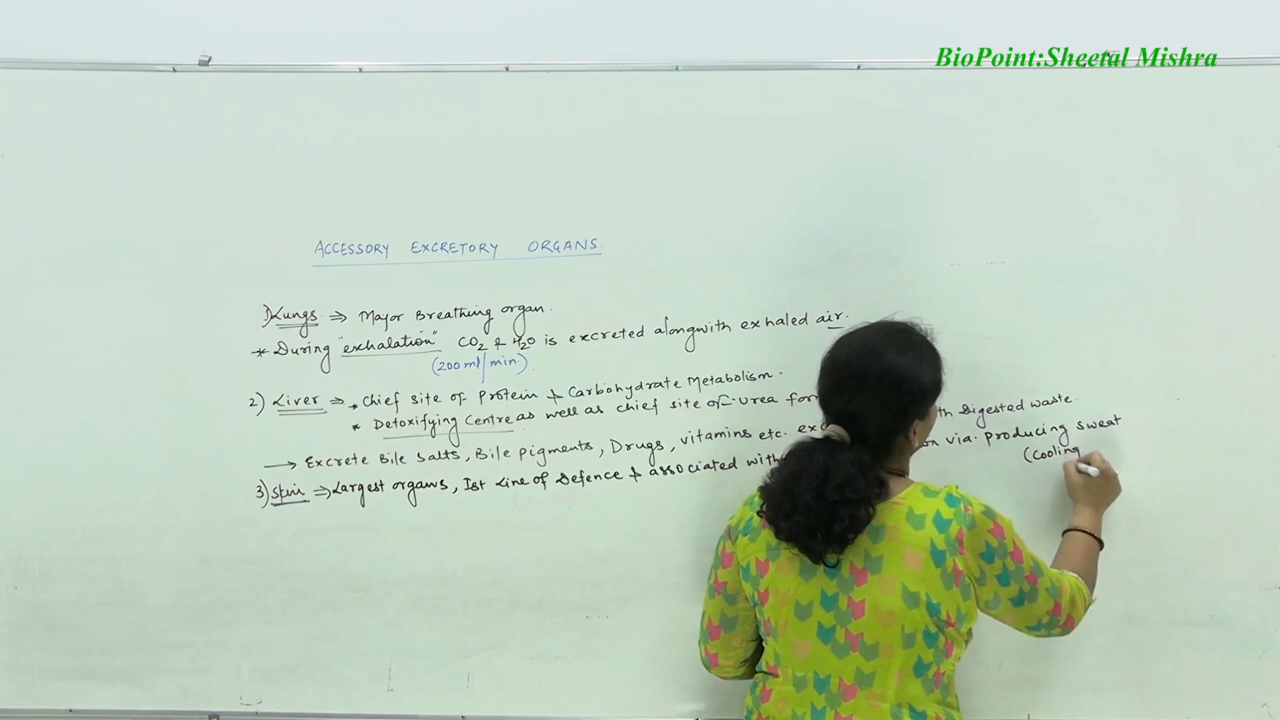 BioPoint:Sheetal Mishra
ACCESSORY EXCRETORY ORGANS.
1) Lungs ⇒ Major Breathing organ.
* During "exhalation" CO2 & H2O is excreted alongwith exhaled air.
(200 ml/min.)
2) Liver ⇒ * Chief site of Protein & Carbohydrate Metabolism.
* Detoxifying Centre as well as chief site of Urea for
→ Excrete Bile Salts, Bile pigments, Drugs, vitamins etc. ex th Digested waste.
3) Skin ⇒ Largest organs, Ist Line of Defence & associated with on via. producing sweat
(Cooling